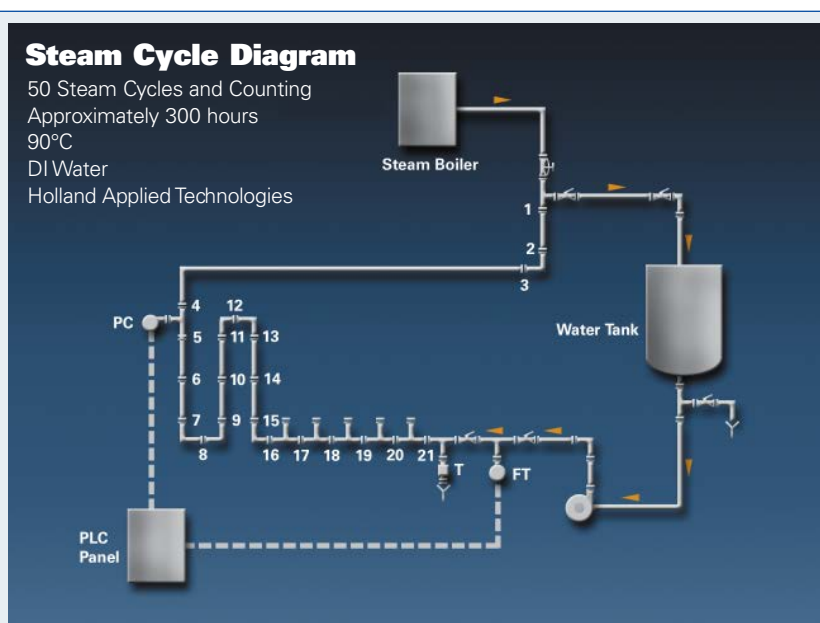 Steam Cycle Diagram
50 Steam Cycles and Counting
Approximately 300 hours
90°C
DI Water
Holland Applied Technologies
Steam Boiler
1
2
3
4
12
PC
5
11
13
Water Tank
6
10
14
7
9
15
8
16
17
18
19
20
21
T
FT
PLC
Panel